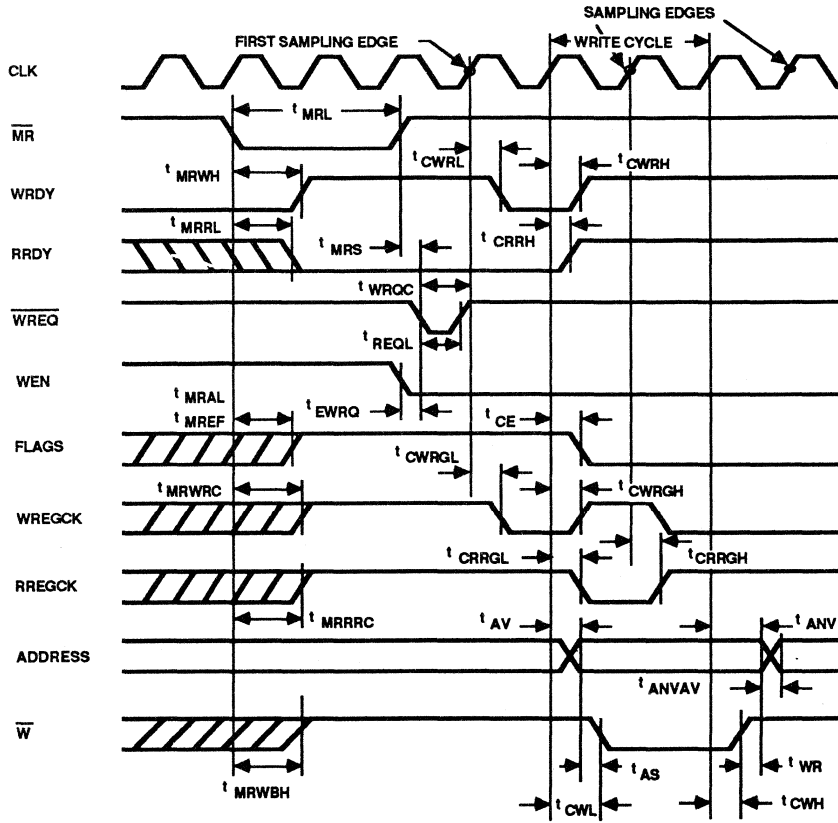 SAMPLING EDGES
FIRST SAMPLING EDGE
WRITE CYCLE
CLK
t MRL
MR
t CWRL
t CWRH
t MRWH
WRDY
t MRRL
t CRRH
t MRS
RRDY
t WRQC
WREQ
t REQL
WEN
t MRAL
t MREF
t EWRQ
t CE
FLAGS
t CWRGL
t MRWRC
t CWRGH
WREGCK
t CRRGL
t CRRGH
RREGCK
t MRRRC
t AV
t ANV
ADDRESS
t ANVAV
W
t AS
t WR
t MRWBH
t CWL
t CWH